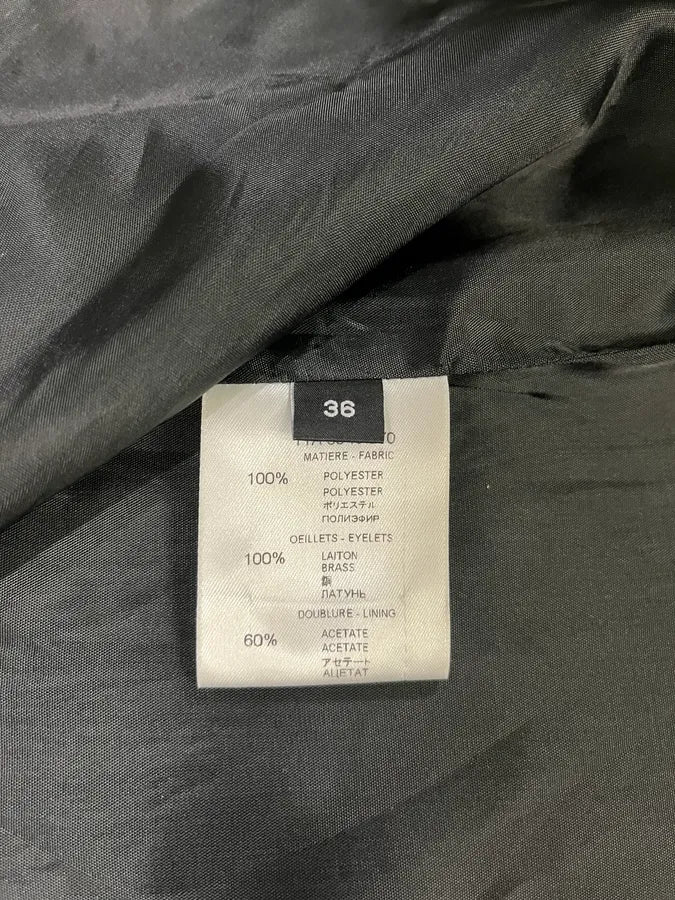 36
MATIERE - FABRIC
100% POLYESTER
POLYESTER
ポリエステル
ПОЛИЭФИР
OEILLETS - EYELETS
100% LAITON
BRASS
ЛАТУНЬ
DOUBLURE - LINING
60% ACETATE
ACETATE
アセテート
АЦЕТАТ